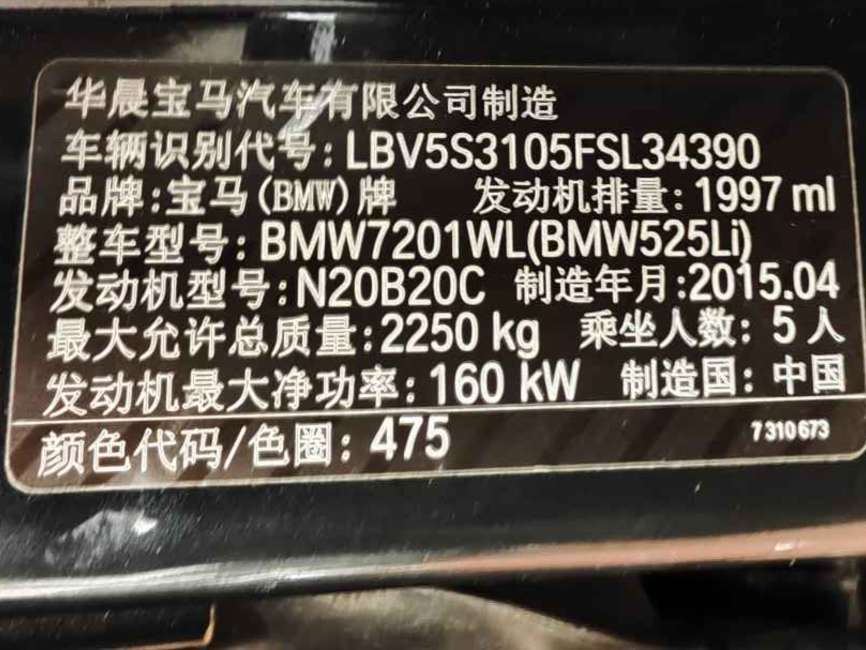 华晨宝马汽车有限公司制造
车辆识别代号：LBV5S3105FSL34390
品牌：宝马（BMW）牌 发动机排量：1997 ml
整车型号：BMW7201WL(BMW525Li)
发动机型号：N20B20C 制造年月：2015.04
最大允许总质量：2250 kg 乘坐人数：5人
发动机最大净功率：160 kW 制造国：中国
颜色代码/色圈：475 7 310 673